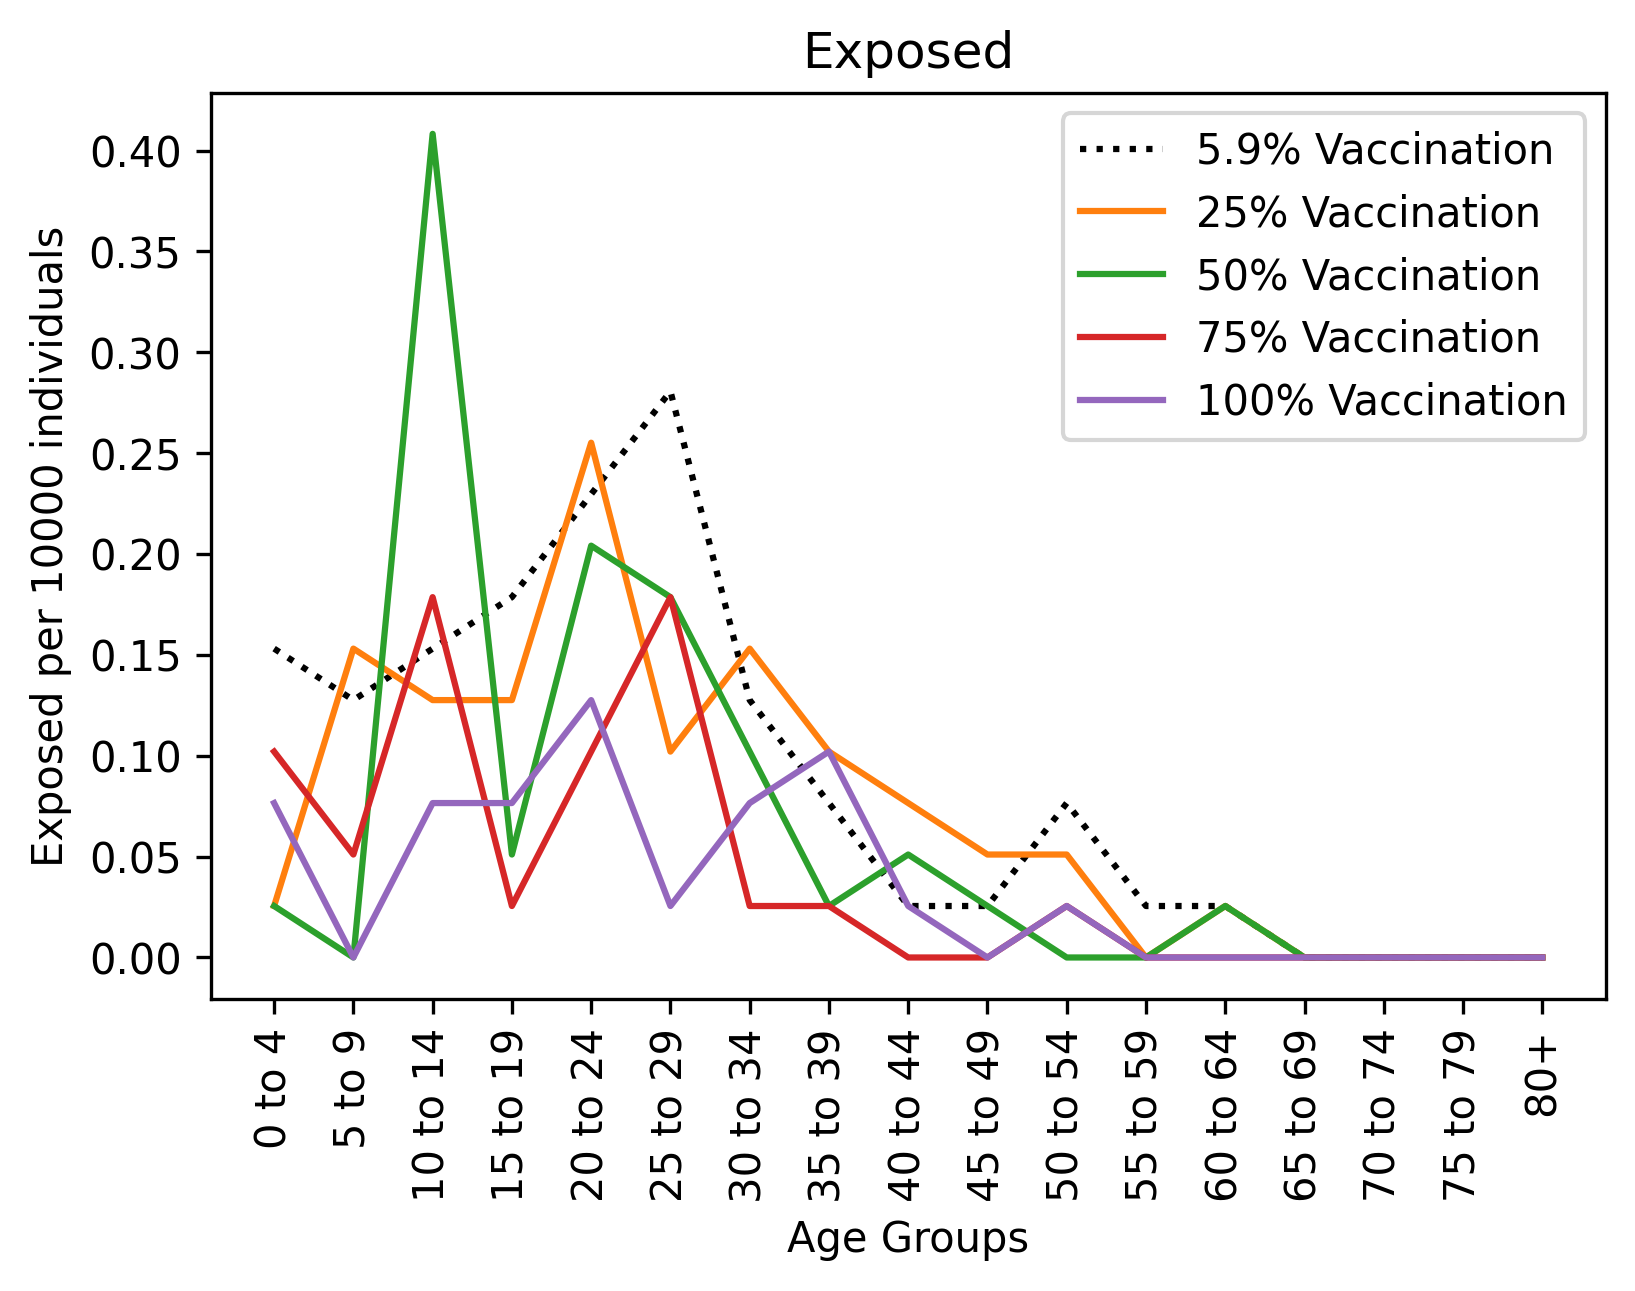 Exposed
Exposed per 10000 individuals
0.40
0.35
0.30
0.25
0.20
0.15
0.10
0.05
0.00
5.9% Vaccination
25% Vaccination
50% Vaccination
75% Vaccination
100% Vaccination
0 to 4
5 to 9
10 to 14
15 to 19
20 to 24
25 to 29
30 to 34
35 to 39
40 to 44
45 to 49
50 to 54
55 to 59
60 to 64
65 to 69
70 to 74
75 to 79
80+
Age Groups